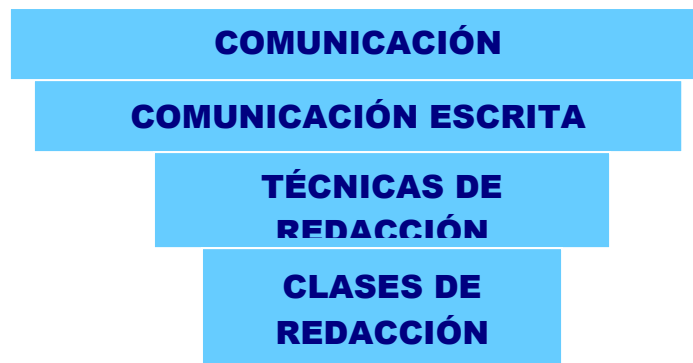 COMUNICACIÓN
COMUNICACIÓN ESCRITA
TÉCNICAS DE
REDACCIÓN
CLASES DE
REDACCIÓN